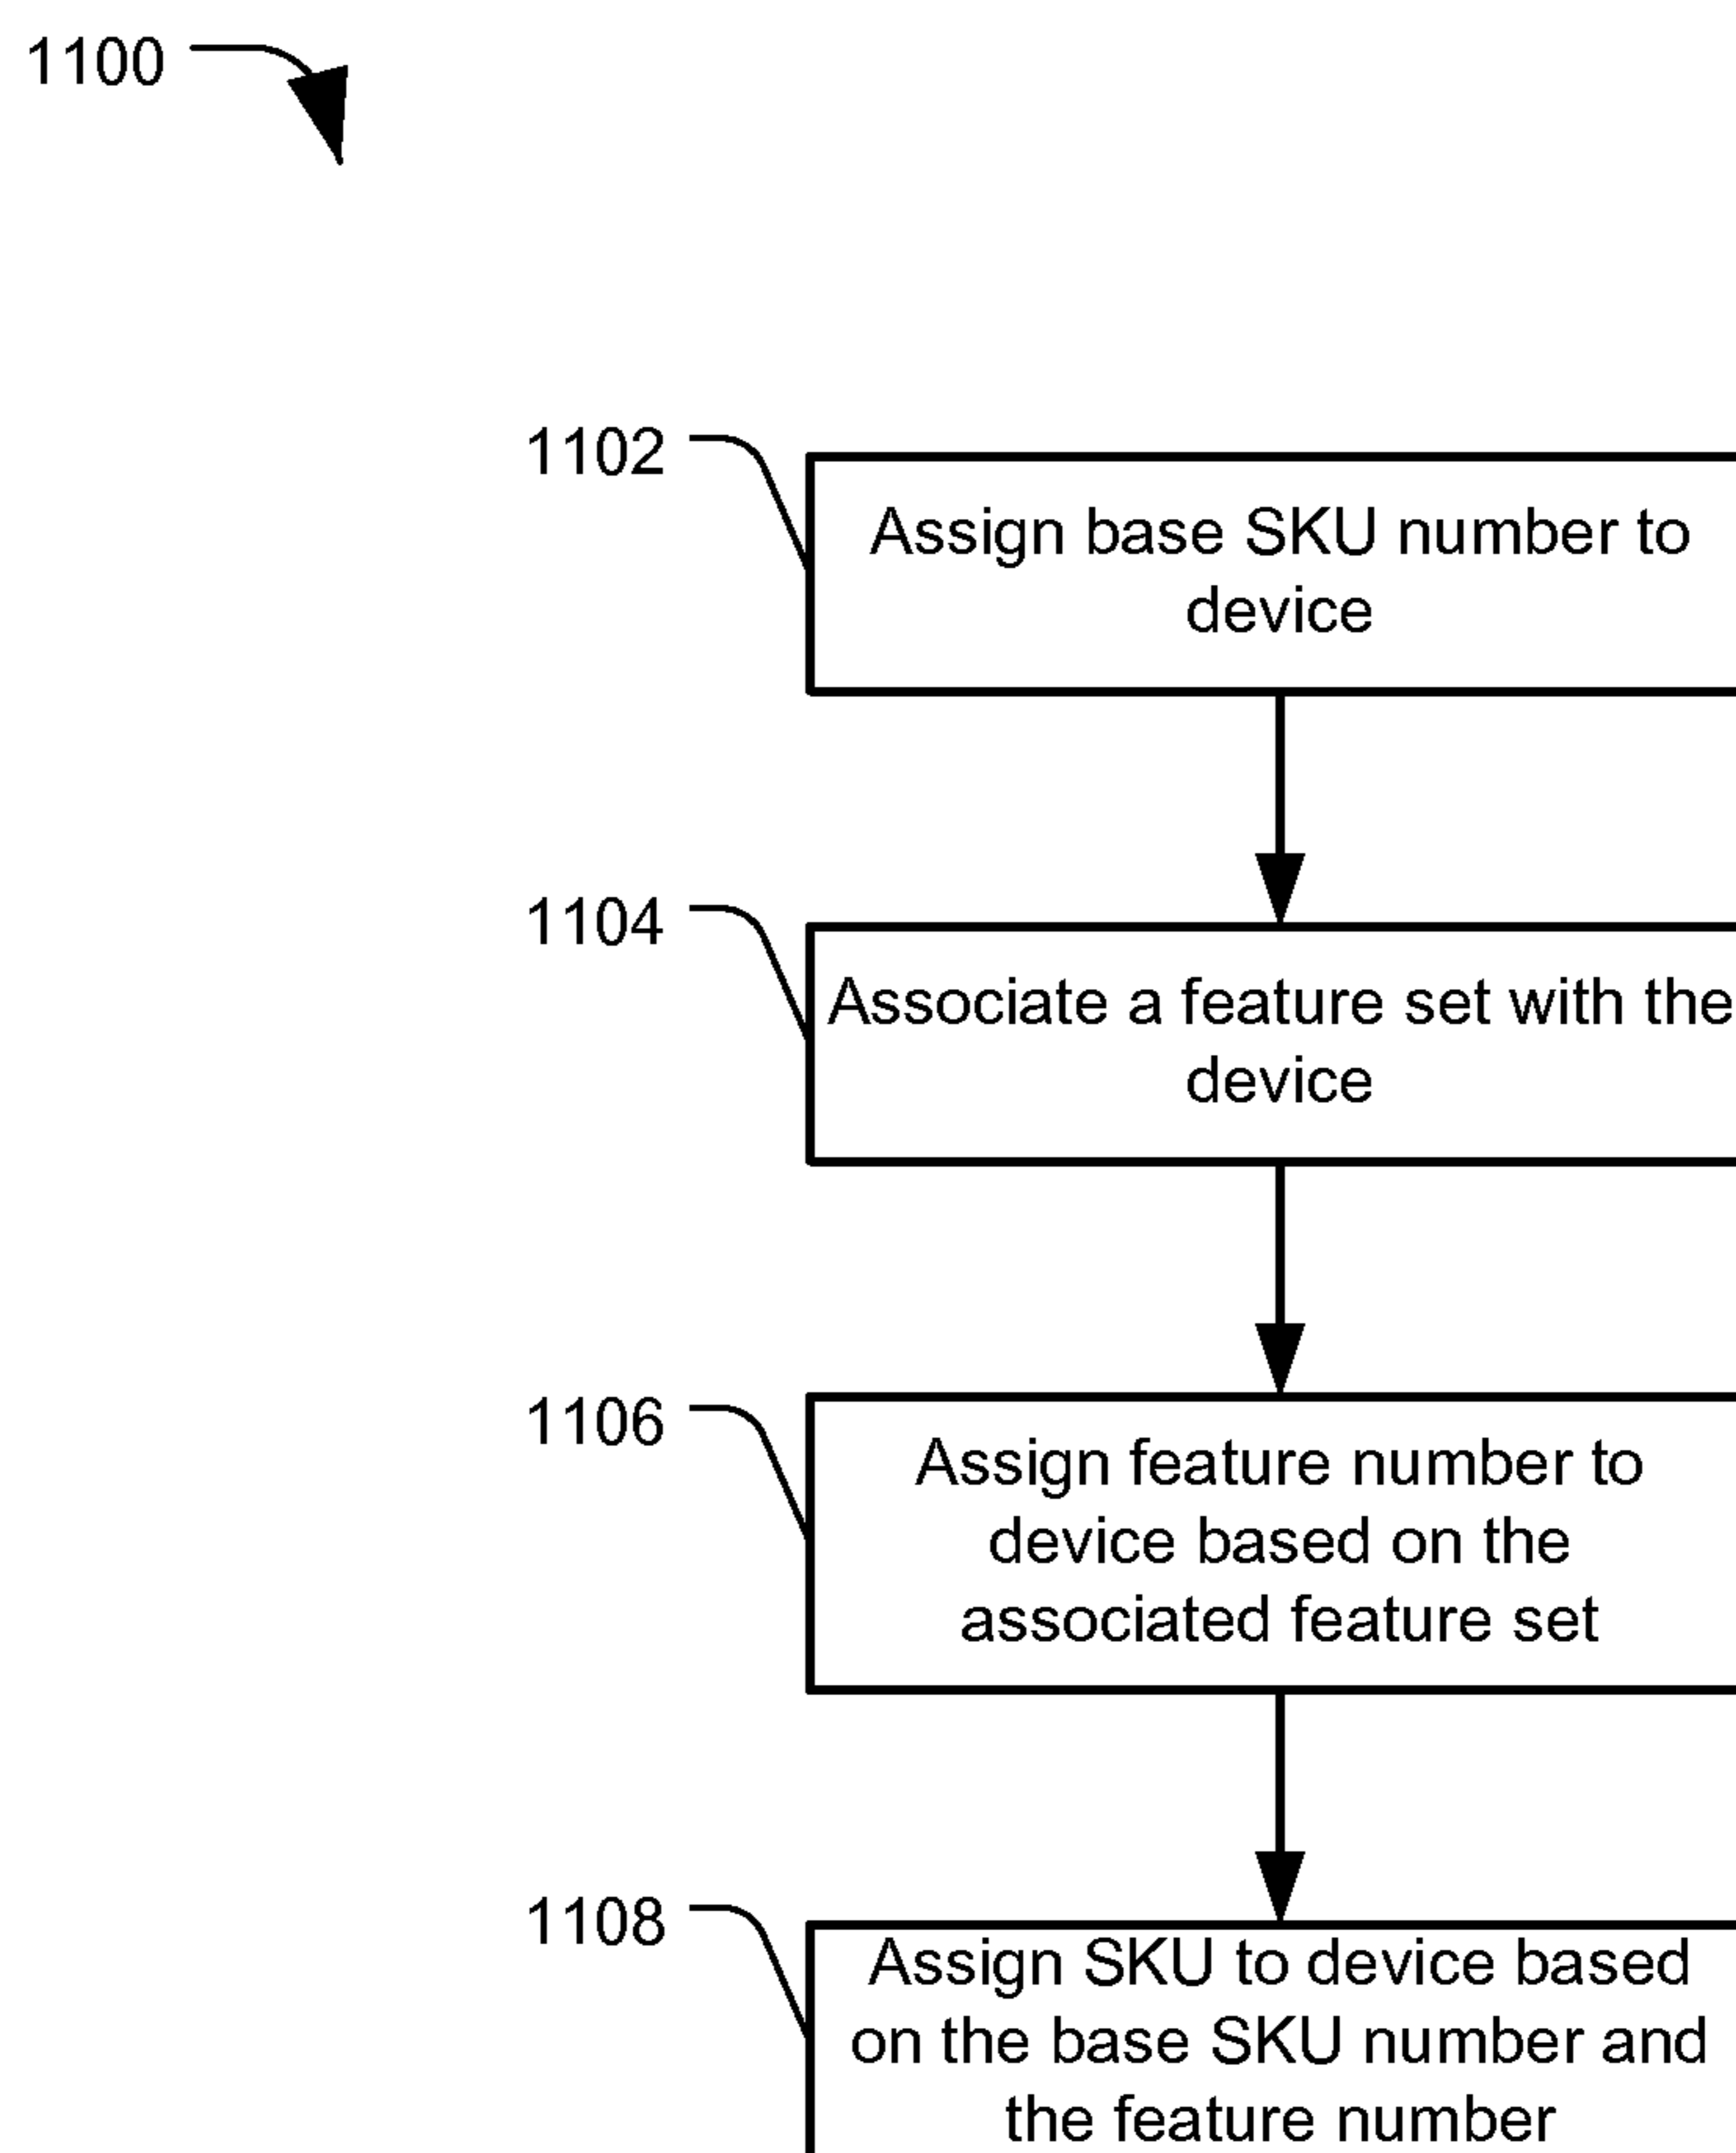 1100
1102
Assign base SKU number to
device
1104
Associate a feature set with the
device
1106
Assign feature number to
device based on the
associated feature set
1108
Assign SKU to device based
on the base SKU number and
the feature number